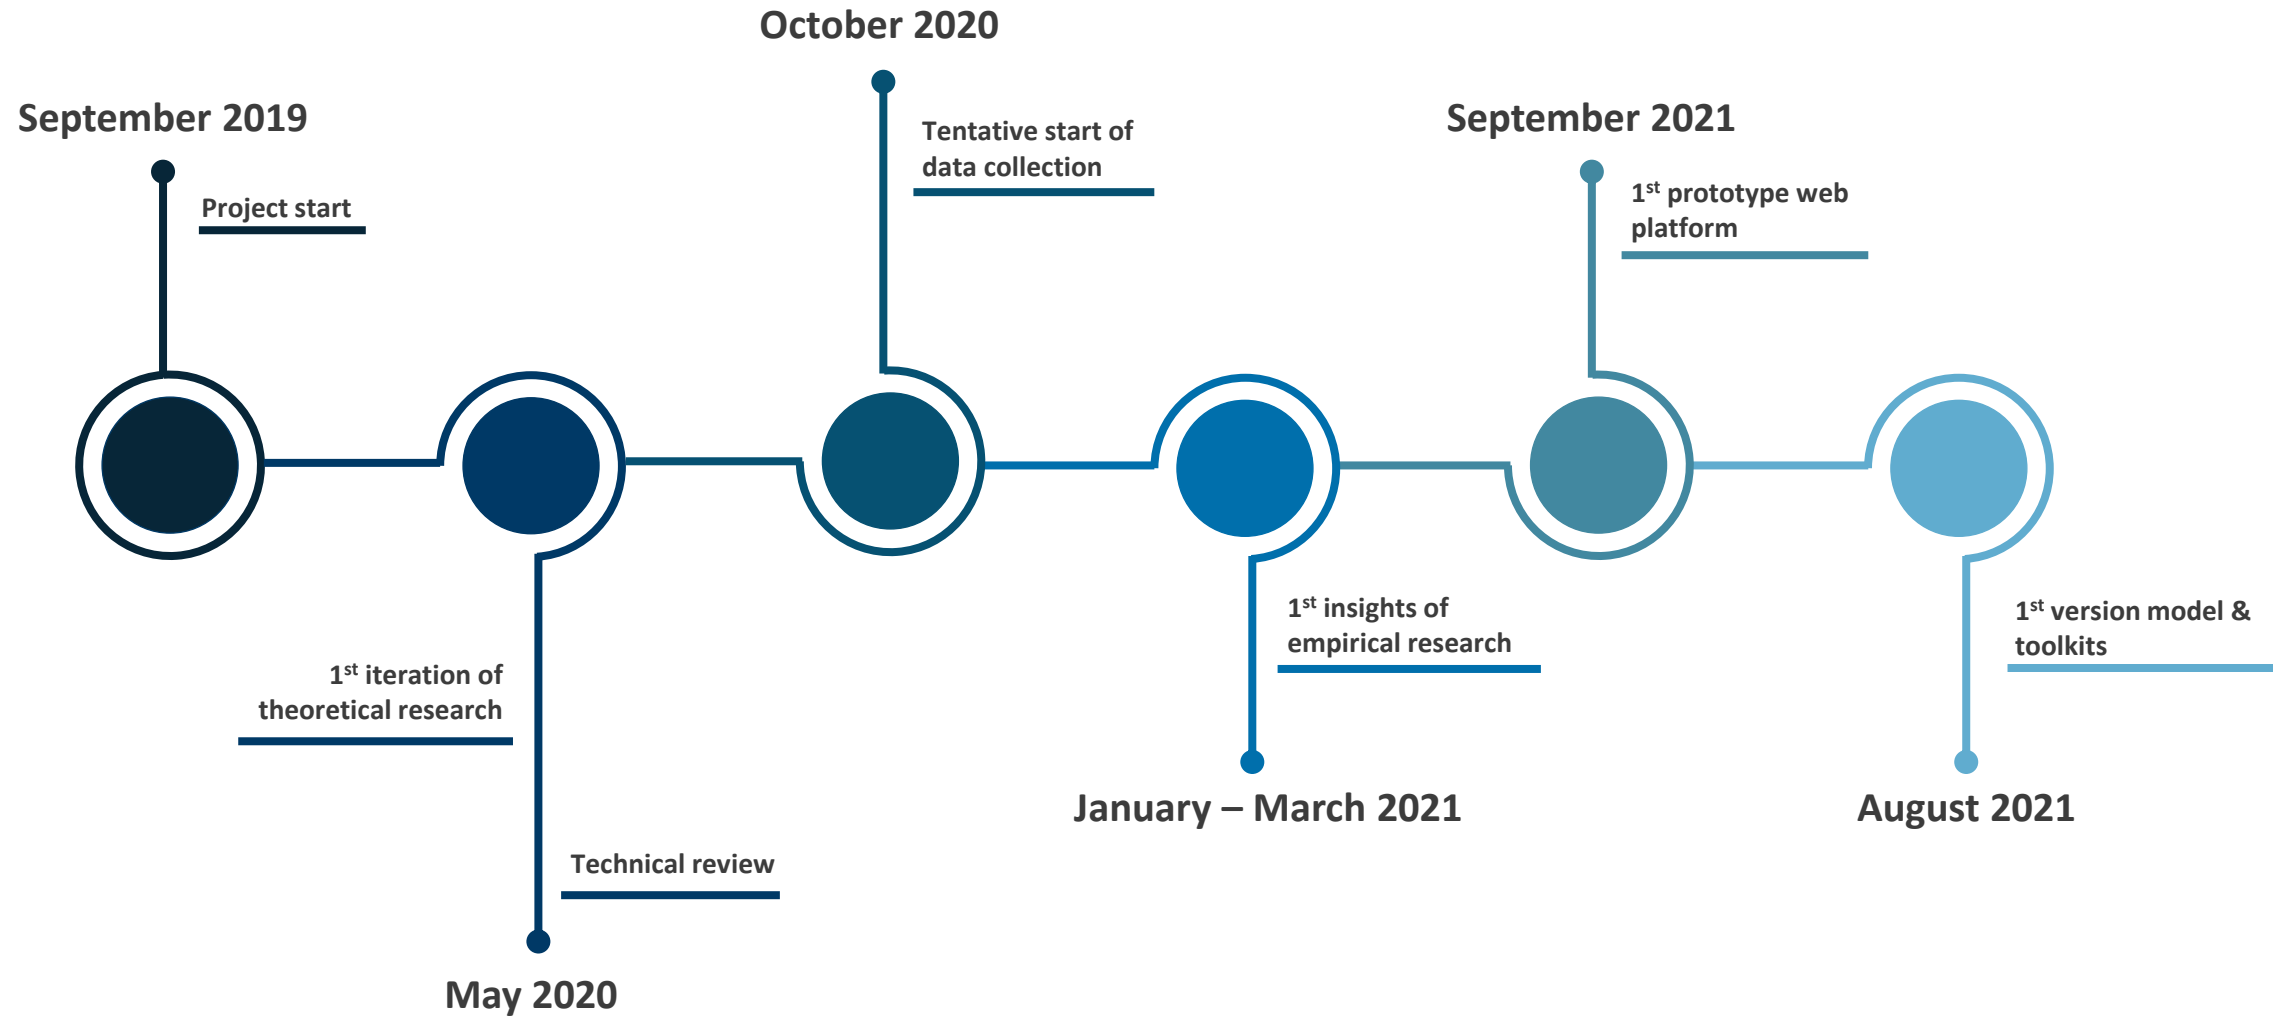 September 2019
Project start
1st iteration of
theoretical research
Technical review
May 2020
October 2020
Tentative start of
data collection
1st insights of
empirical research
January – March 2021
September 2021
1st prototype web
platform
1st version model &
toolkits
August 2021